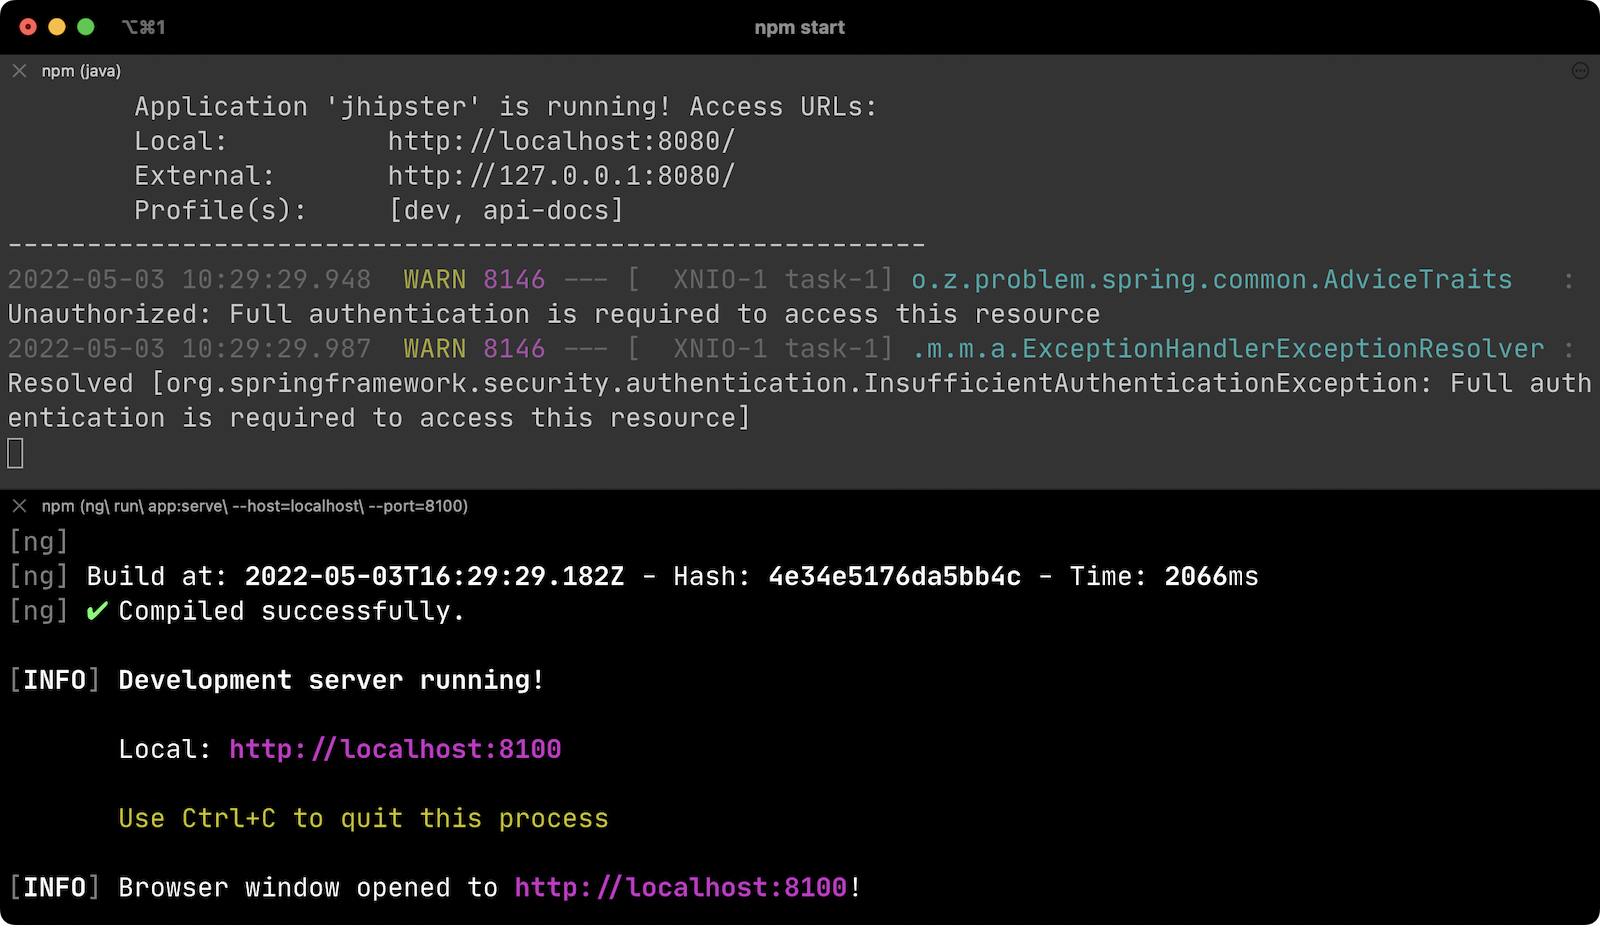 ⌥⌘1 npm start
npm (java)
Application 'jhipster' is running! Access URLs:
Local: http://localhost:8080/
External: http://127.0.0.1:8080/
Profile(s): [dev, api-docs]
----------------------------------------------------------
2022-05-03 10:29:29.948  WARN 8146 --- [  XNIO-1 task-1] o.z.problem.spring.common.AdviceTraits   :
Unauthorized: Full authentication is required to access this resource
2022-05-03 10:29:29.987  WARN 8146 --- [  XNIO-1 task-1] .m.m.a.ExceptionHandlerExceptionResolver :
Resolved [org.springframework.security.authentication.InsufficientAuthenticationException: Full auth
entication is required to access this resource]
npm (ng\ run\ app:serve\ --host=localhost\ --port=8100)
[ng]
[ng] Build at: 2022-05-03T16:29:29.182Z - Hash: 4e34e5176da5bb4c - Time: 2066ms
[ng] ✔ Compiled successfully.
[INFO] Development server running!
Local: http://localhost:8100
Use Ctrl+C to quit this process
[INFO] Browser window opened to http://localhost:8100!